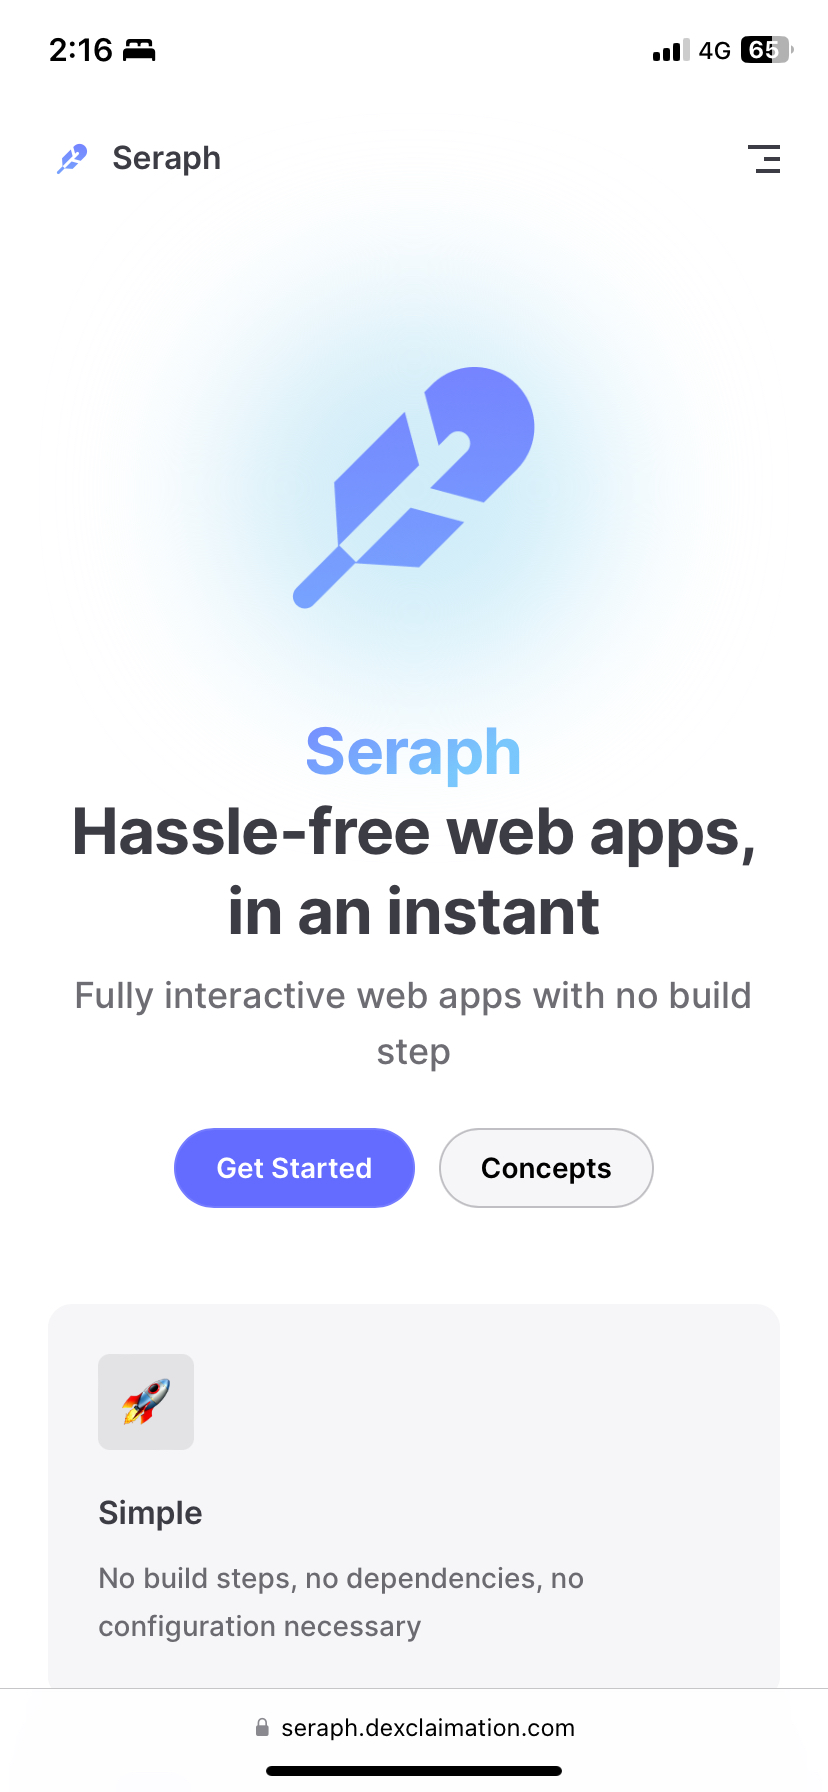 2:16
4G
65
Seraph
Seraph
Hassle-free web apps,
in an instant
Fully interactive web apps with no build
step
Get Started
Concepts
Simple
No build steps, no dependencies, no
configuration necessary
seraph.dexclaimation.com